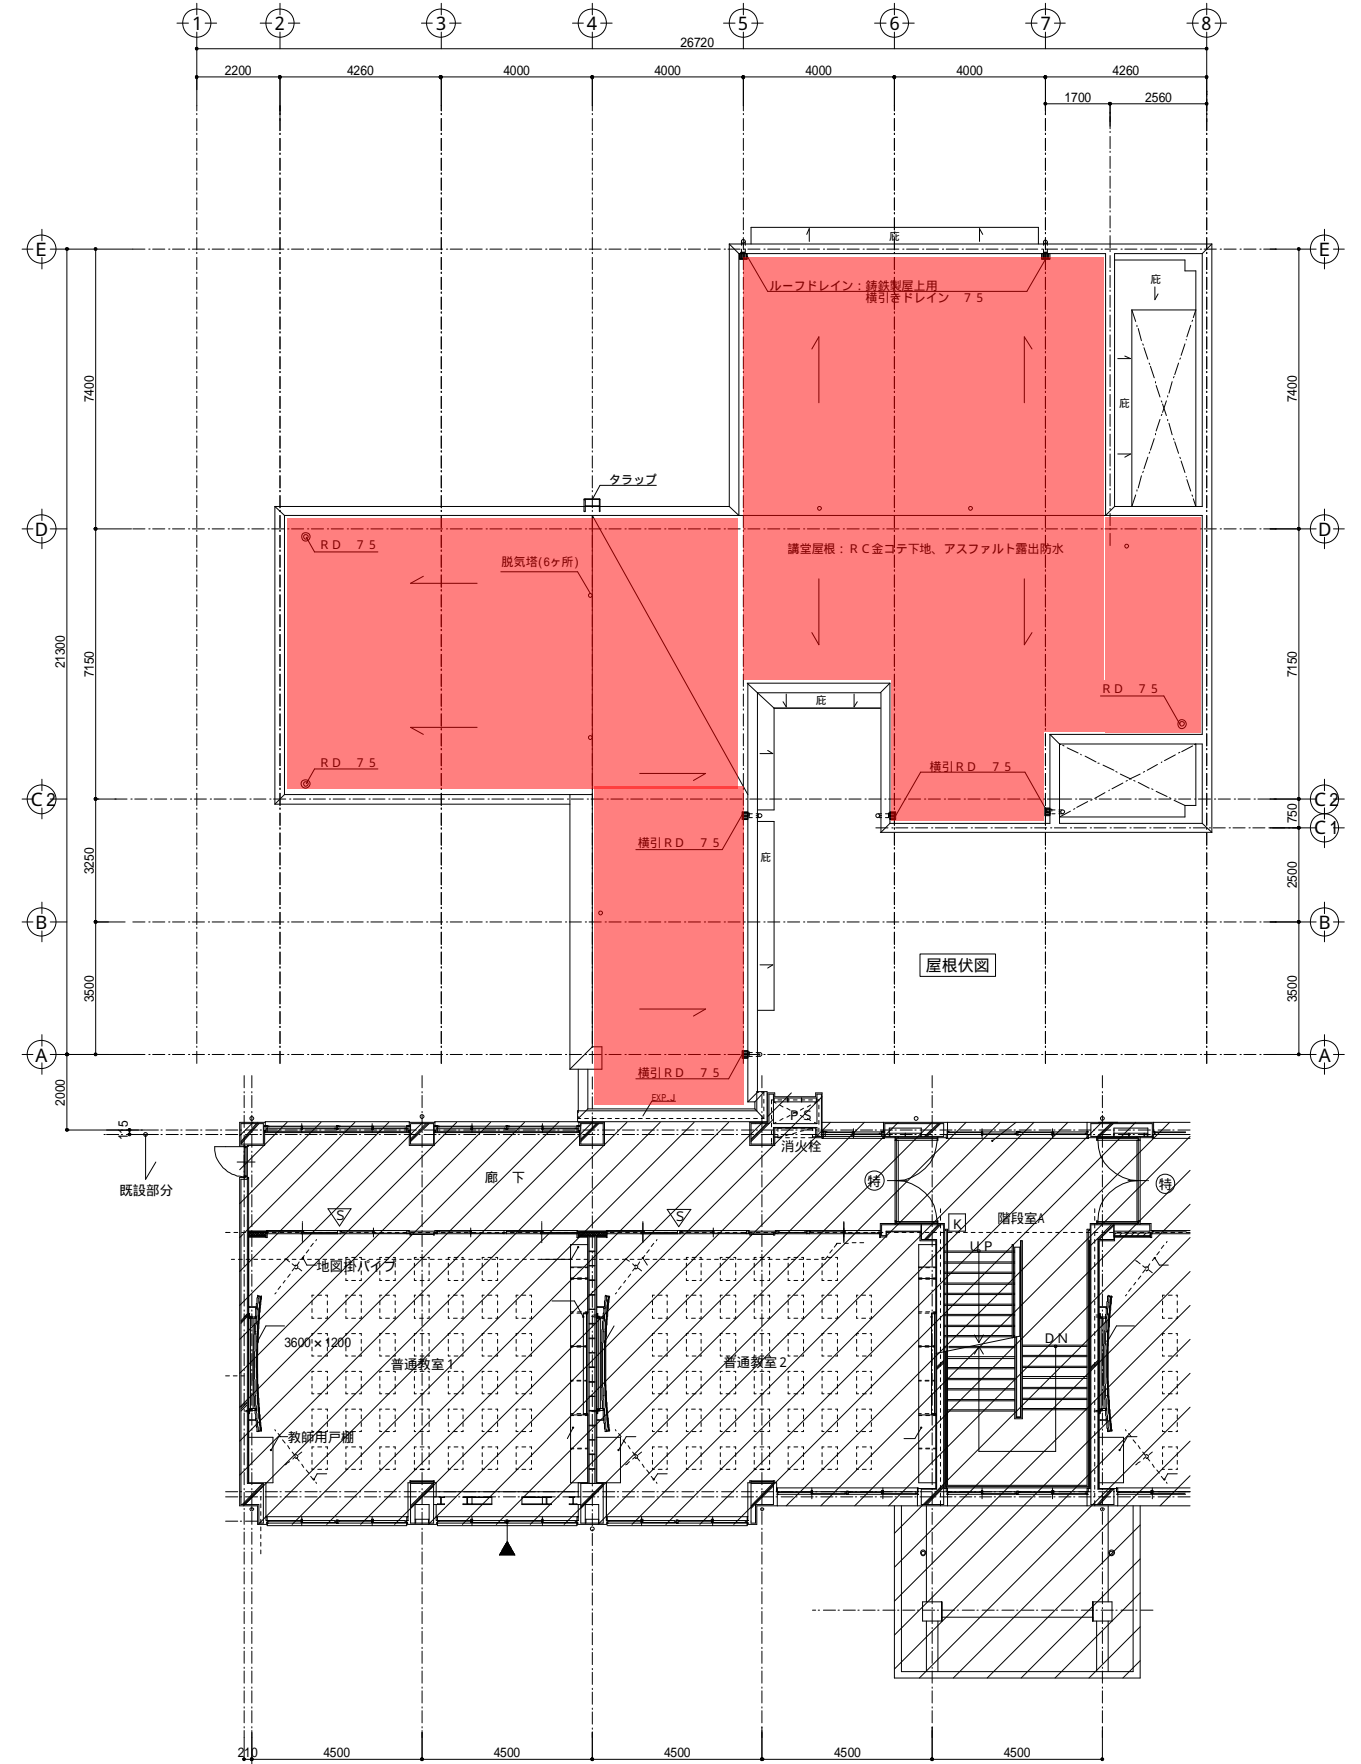 1 2 3 4 5 6 7 8
26720
2200 4260 4000 4000 4000 4000 4260
1700 2560
E E
庇
ルーフドレイン：鋳鉄製屋上用
横引きドレイン　７５
庇
7400 7400
庇
タラップ
D D
ＲＤ　７５
脱気塔(6ヶ所)
講堂屋根：ＲＣ金コテ下地、アスファルト露出防水
21300
7150 7150
ＲＤ　７５
庇
ＲＤ　７５
横引ＲＤ　７５
C2 C2
750
C1
横引ＲＤ　７５
庇
3250 2500
B B
屋根伏図
3500 3500
A A
横引ＲＤ　７５
2000
EXP.J
ＰＳ
115
消火栓
既設部分
廊　下
特 特
S S
K
階段室A
ＵＰ
地図掛パイプ
3600×1200
ＤＮ
普通教室１
普通教室２
教師用戸棚
210 4500 4500 4500 4500 4500